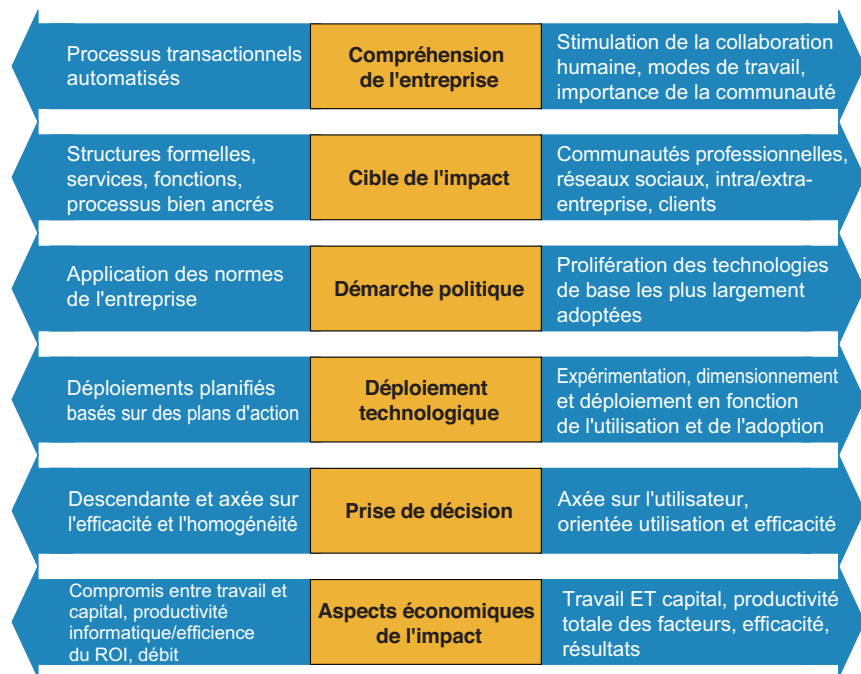 Processus transactionnels
automatisés
Compréhension
de l'entreprise
Stimulation de la collaboration
humaine, modes de travail,
importance de la communauté
Structures formelles,
services, fonctions,
processus bien ancrés
Cible de l'impact
Communautés professionnelles,
réseaux sociaux, intra/extra-
entreprise, clients
Application des normes
de l'entreprise
Démarche politique
Prolifération des technologies
de base les plus largement
adoptées
Déploiements planifiés
basés sur des plans d'action
Déploiement
technologique
Expérimentation, dimensionnement
et déploiement en fonction
de l'utilisation et de l'adoption
Descendante et axée sur
l'efficacité et l'homogénéité
Prise de décision
Axée sur l'utilisateur,
orientée utilisation et efficacité
Compromis entre travail et
capital, productivité
informatique/efficience
du ROI, débit
Aspects économiques
de l'impact
Travail ET capital, productivité
totale des facteurs, efficacité,
résultats